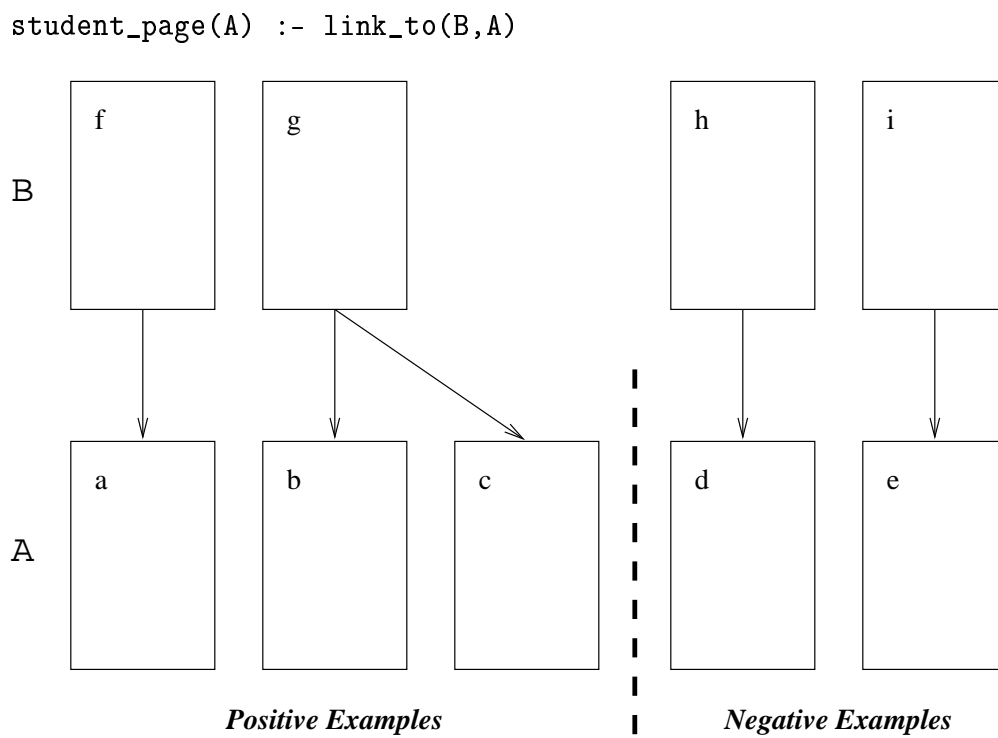 student_page(A) :- link_to(B,A)
f g h i
B
a b c d e
A
Positive Examples Negative Examples